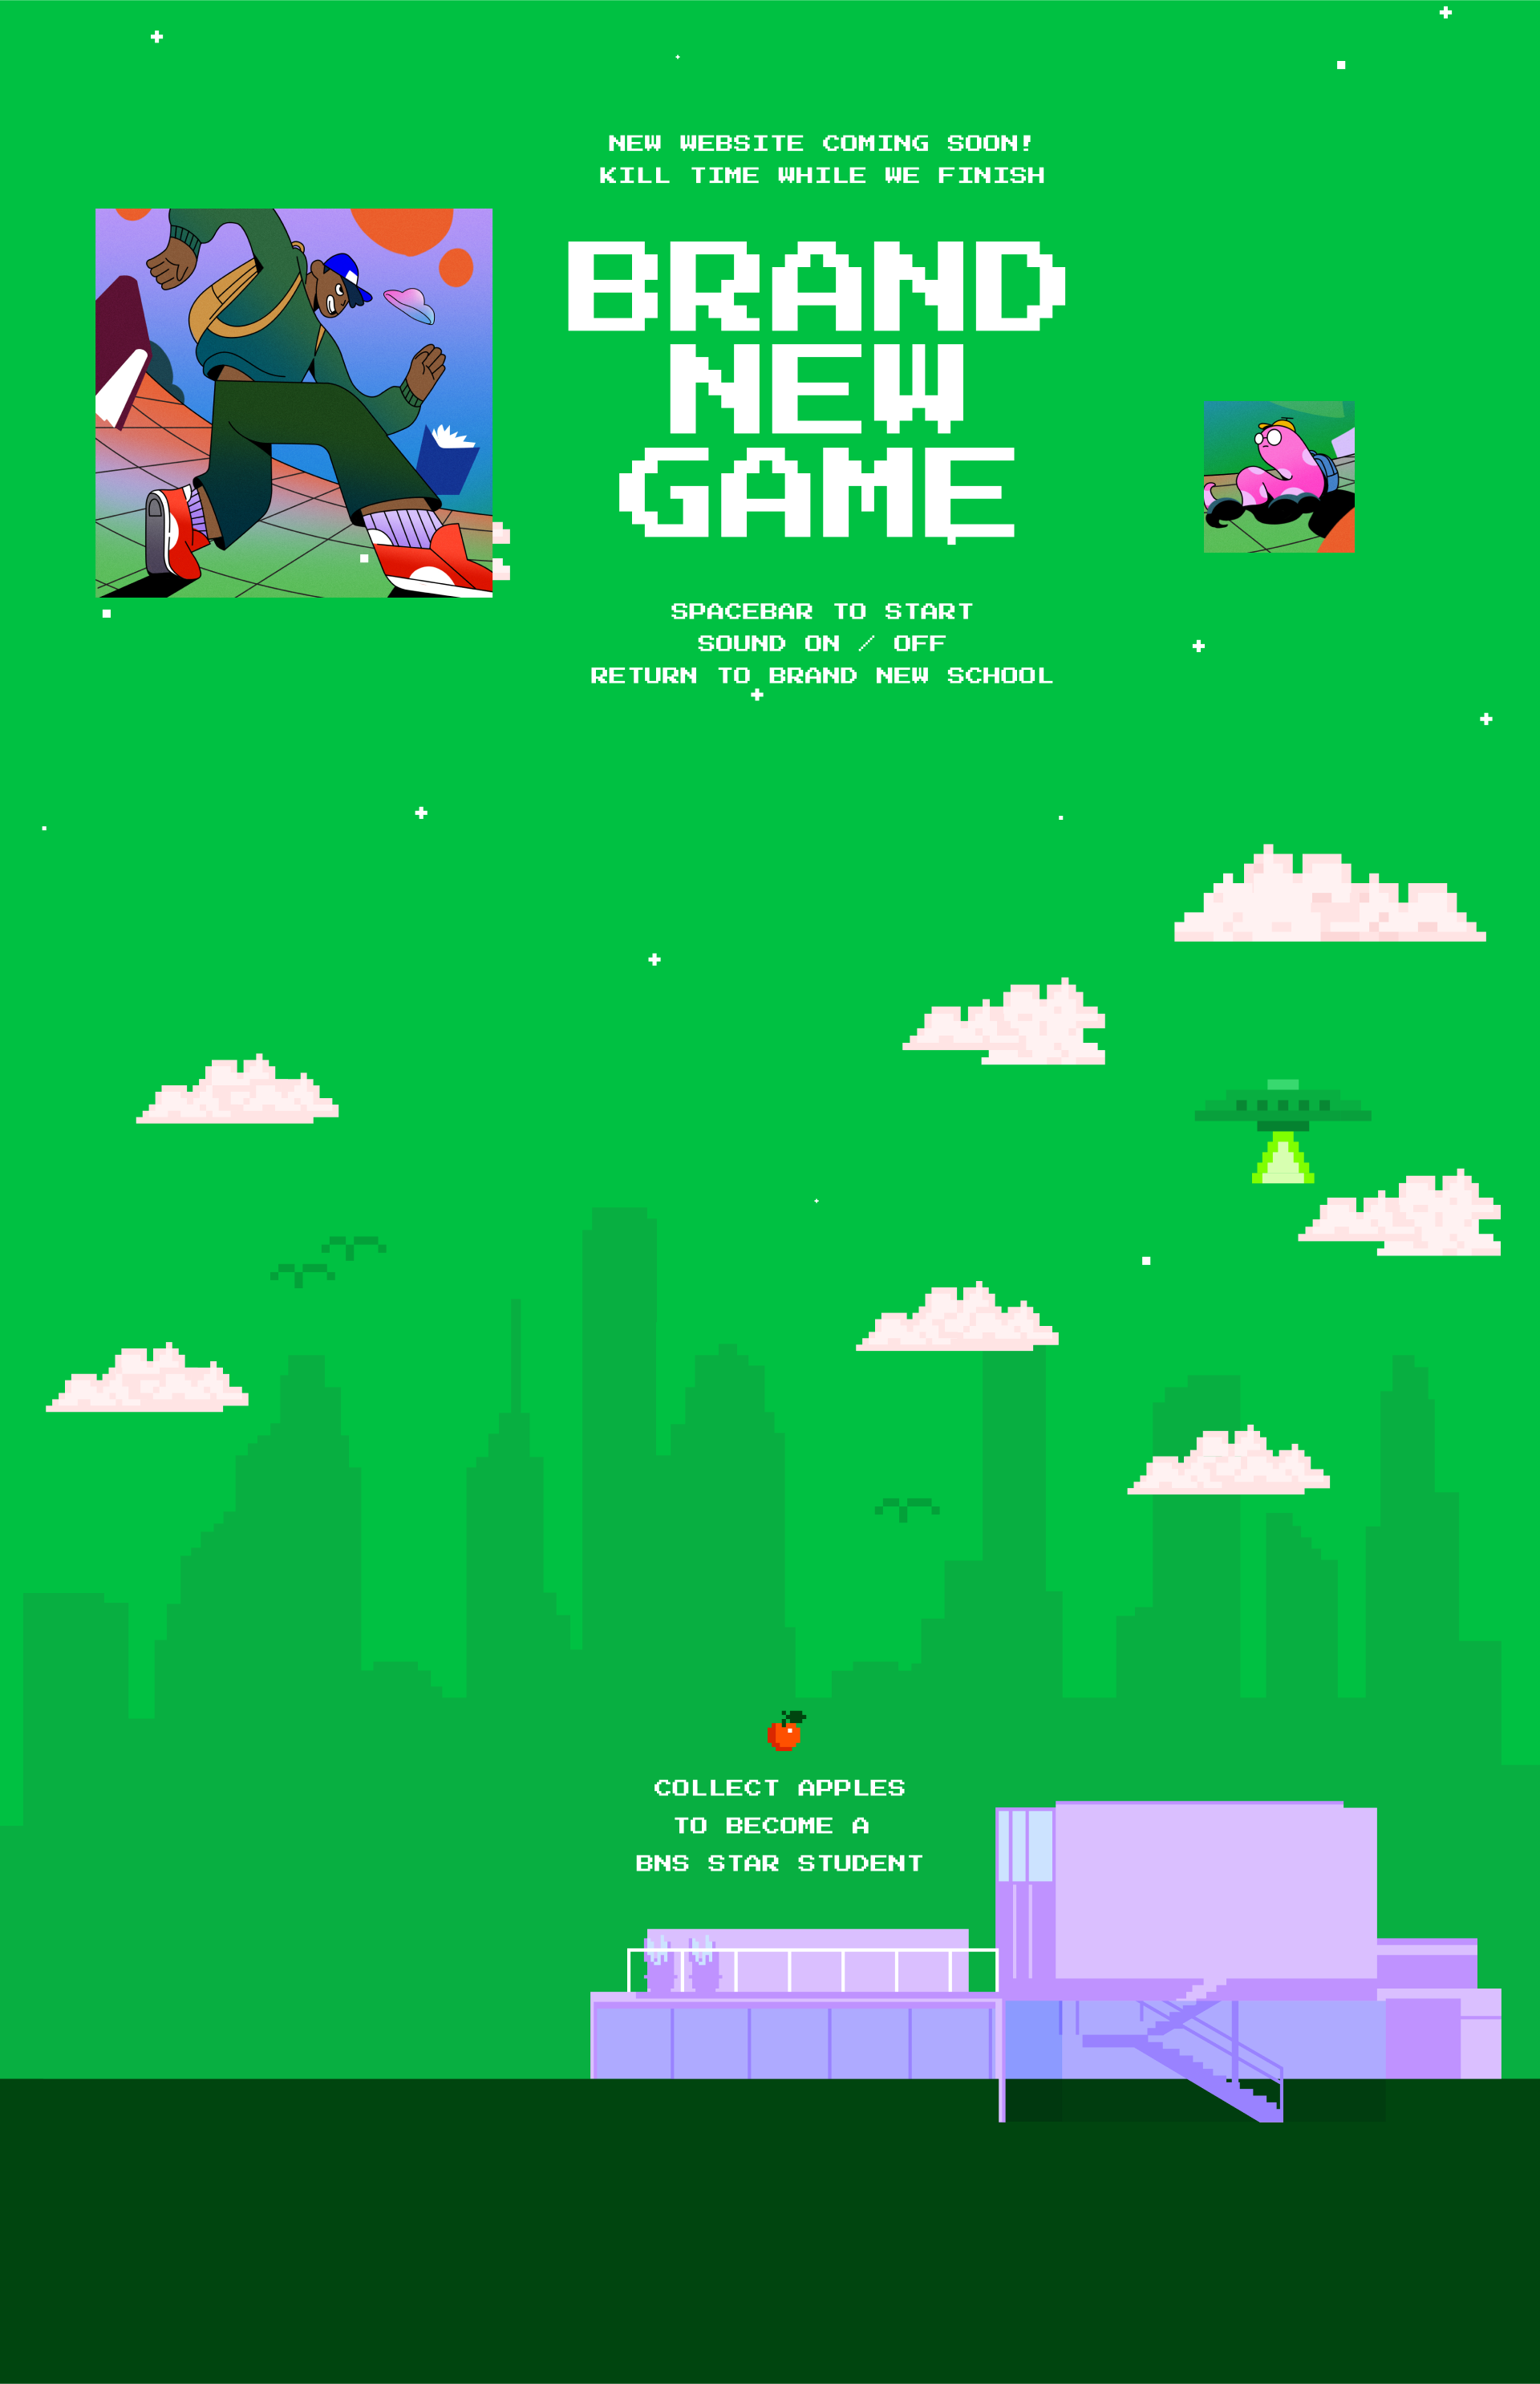 NEW WEBSITE COMING SOON!
KILL TIME WHILE WE FINISH
BRAND
NEW
GAME
SPACEBAR TO START
SOUND ON / OFF
RETURN TO BRAND NEW SCHOOL
COLLECT APPLES
TO BECOME A
BNS STAR STUDENT